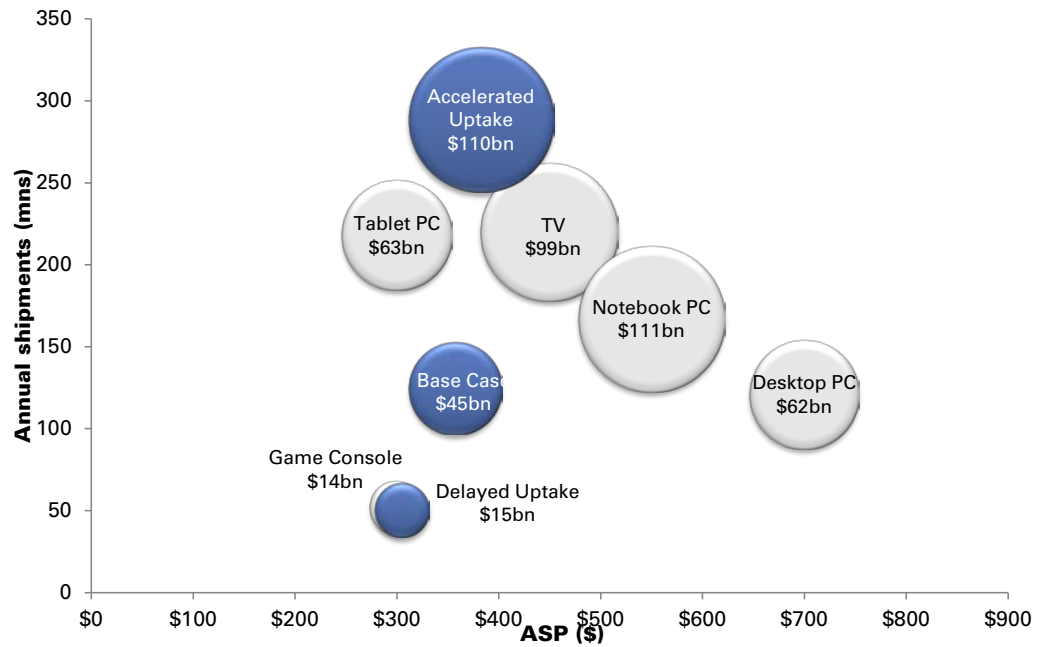 350
300
250
200
150
100
50
0
Annual shipments (mns)
Accelerated
Uptake
$110bn
Tablet PC
$63bn
TV
$99bn
Notebook PC
$111bn
Base Case
$45bn
Desktop PC
$62bn
Game Console
$14bn
Delayed Uptake
$15bn
$0 $100 $200 $300 $400 $500 $600 $700 $800 $900
ASP ($)